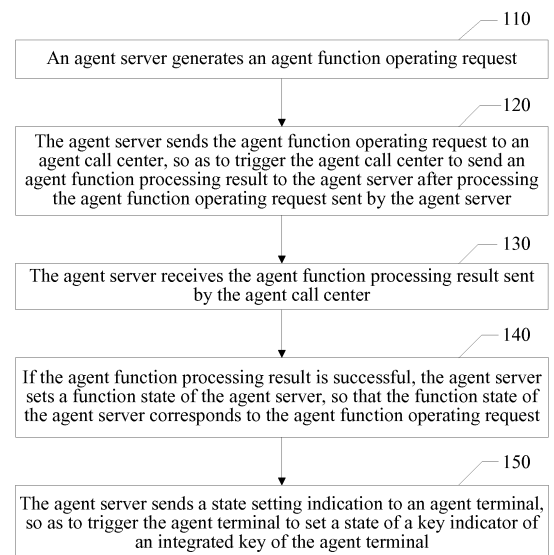 110
An agent server generates an agent function operating request
120
The agent server sends the agent function operating request to an
agent call center, so as to trigger the agent call center to send an
agent function processing result to the agent server after processing
the agent function operating request sent by the agent server
130
The agent server receives the agent function processing result sent
by the agent call center
140
If the agent function processing result is successful, the agent server
sets a function state of the agent server, so that the function state of
the agent server corresponds to the agent function operating request
150
The agent server sends a state setting indication to an agent terminal,
so as to trigger the agent terminal to set a state of a key indicator of
an integrated key of the agent terminal